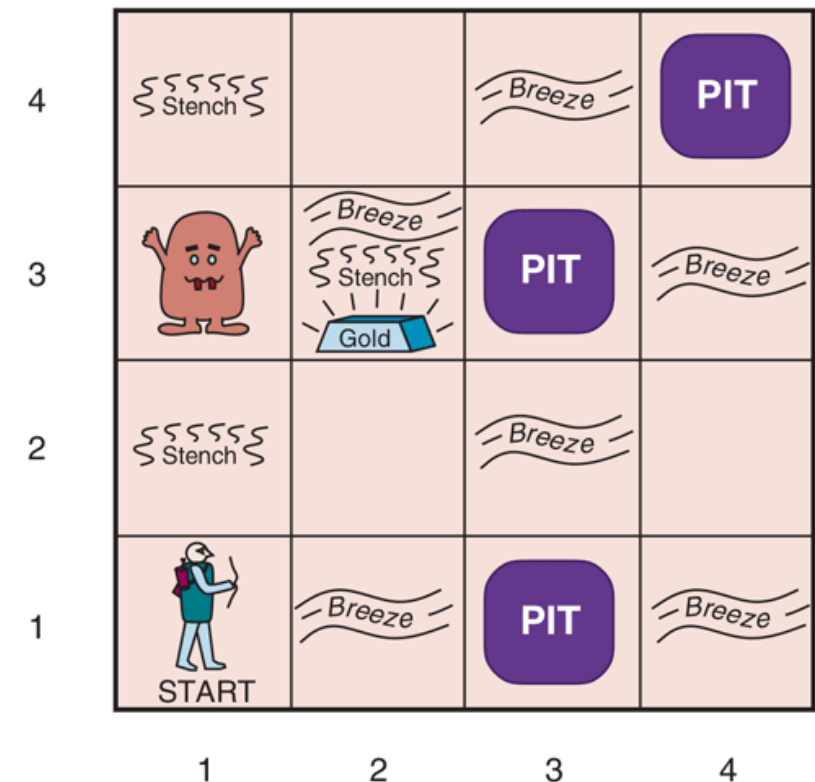 4
Stench
Breeze
PIT
3
Breeze
Stench
Gold
PIT
Breeze
2
Stench
Breeze
1
START
Breeze
PIT
Breeze
1 2 3 4